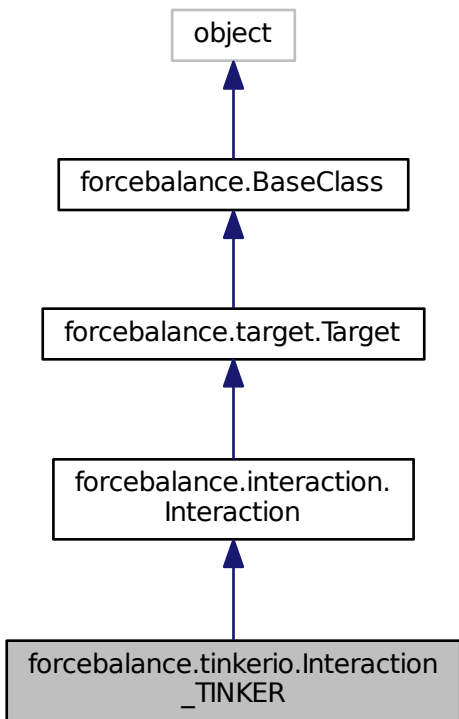 object
forcebalance.BaseClass
forcebalance.target.Target
forcebalance.interaction.
Interaction
forcebalance.tinkerio.Interaction
_TINKER